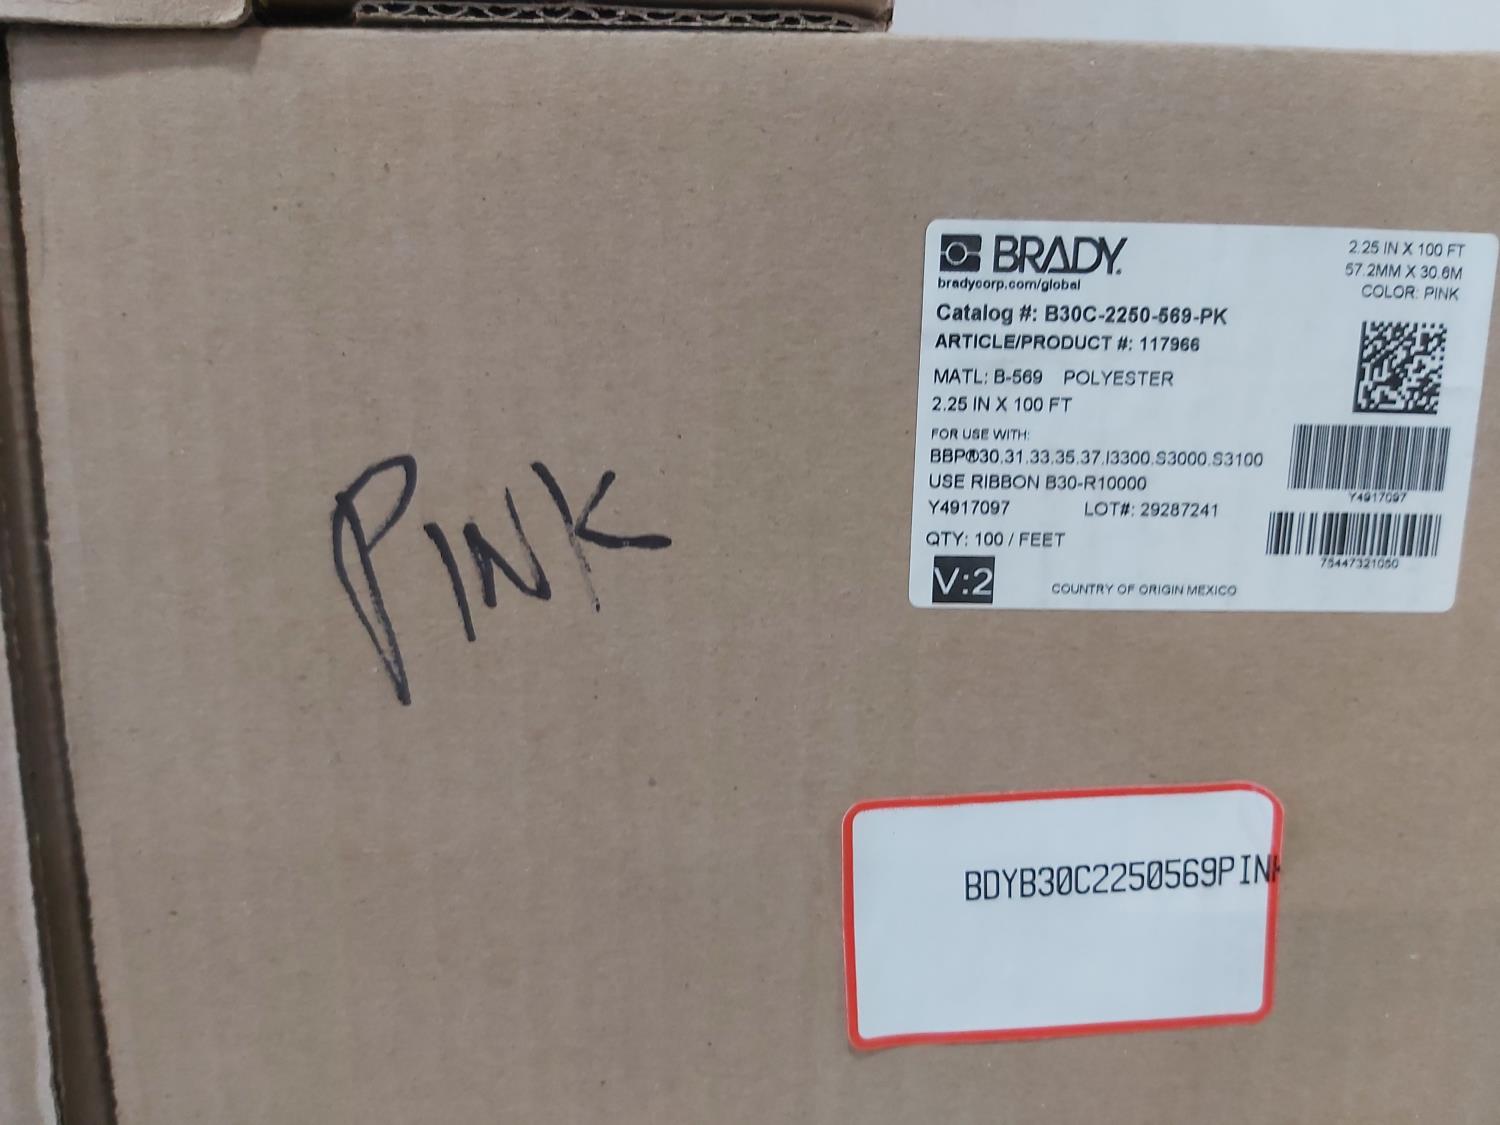 PINK
BRADY.
bradycorp.com/global
2.25 IN X 100 FT
57.2MM X 30.6M
COLOR: PINK
Catalog #: B30C-2250-569-PK
ARTICLE/PRODUCT #: 117966
MATL: B-569 POLYESTER
2.25 IN X 100 FT
FOR USE WITH:
BBP®30.31.33.35.37.I3300.S3000.S3100
USE RIBBON B30-R10000
Y4917097 LOT#: 29287241
QTY: 100 / FEET
V:2
COUNTRY OF ORIGIN MEXICO
Y4917097
75447321050
BDYB30C2250569PINK